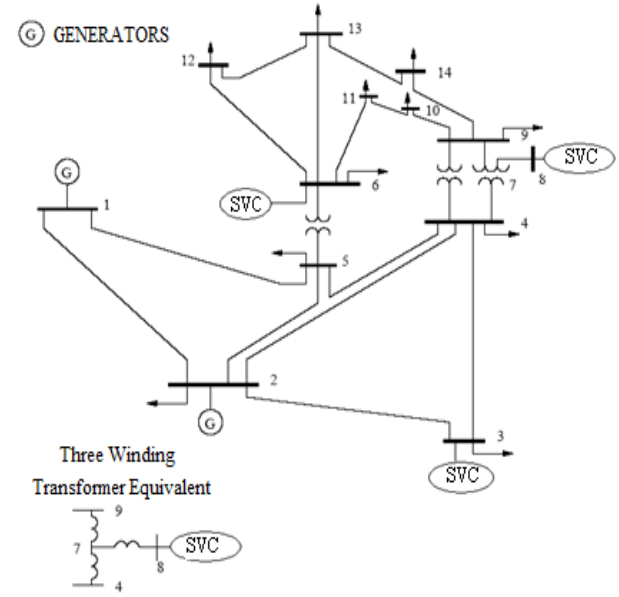 G GENERATORS
13
12
14
11
10
9
SVC
8
7
G
1
SVC
6
4
5
2
G
3
SVC
Three Winding
Transformer Equivalent
9
7
SVC
8
4